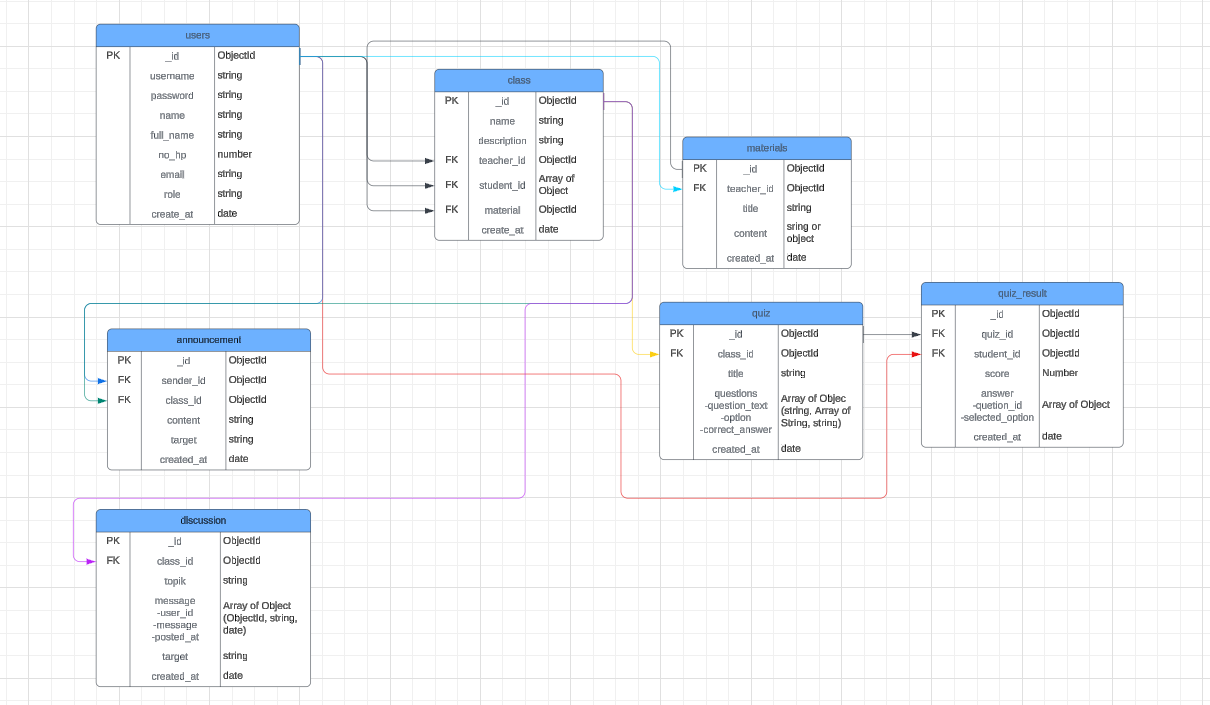 users
PK _id ObjectId
username string
password string
name string
full_name string
no_hp number
email string
role string
create_at date
class
PK _id ObjectId
name string
description string
FK teacher_id ObjectId
FK student_id Array of
Object
FK material ObjectId
create_at date
materials
PK _id ObjectId
FK teacher_id ObjectId
title string
content sring or
object
created_at date
announcement
PK _id ObjectId
FK sender_id ObjectId
FK class_id ObjectId
content string
target string
created_at date
quiz
PK _id ObjectId
FK class_id ObjectId
title string
questions
-question_text
-option
-correct_answer
Array of Objec
(string, Array of
String, string)
created_at date
quiz_result
PK _id ObjectId
FK quiz_id ObjectId
FK student_id ObjectId
score Number
answer
-quetion_id
-selected_option
Array of Object
created_at date
discussion
PK _id ObjectId
FK class_id ObjectId
topik string
message
-user_id
-message
-posted_at
Array of Object
(ObjectId, string,
date)
target string
created_at date